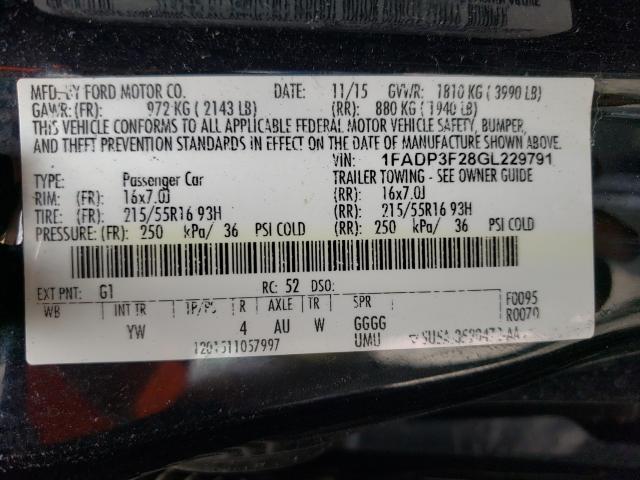 MFD. BY FORD MOTOR CO. DATE: 11/15 GVWR: 1810 KG ( 3990 LB)
GAWR: (FR): 972 KG ( 2143 LB) (RR): 880 KG ( 1940 LB)
THIS VEHICLE CONFORMS TO ALL APPLICABLE FEDERAL MOTOR VEHICLE SAFETY, BUMPER,
AND THEFT PREVENTION STANDARDS IN EFFECT ON THE DATE OF MANUFACTURE SHOWN ABOVE.
VIN: 1FADP3F28GL229791
TYPE: Passenger Car TRAILER TOWING - SEE OWNER GUIDE
RIM: (FR): 16x7.0J (RR): 16x7.0J
TIRE: (FR): 215/55R16 93H (RR): 215/55R16 93H
PRESSURE: (FR): 250 kPa/ 36 PSI COLD (RR): 250 kPa/ 36 PSI COLD
EXT PNT: G1 RC: 52 DSO:
WB INT TR TP/PS R AXLE TR SPR F0095
YW 4 AU W GGGG R0070
UMU
1201511057997